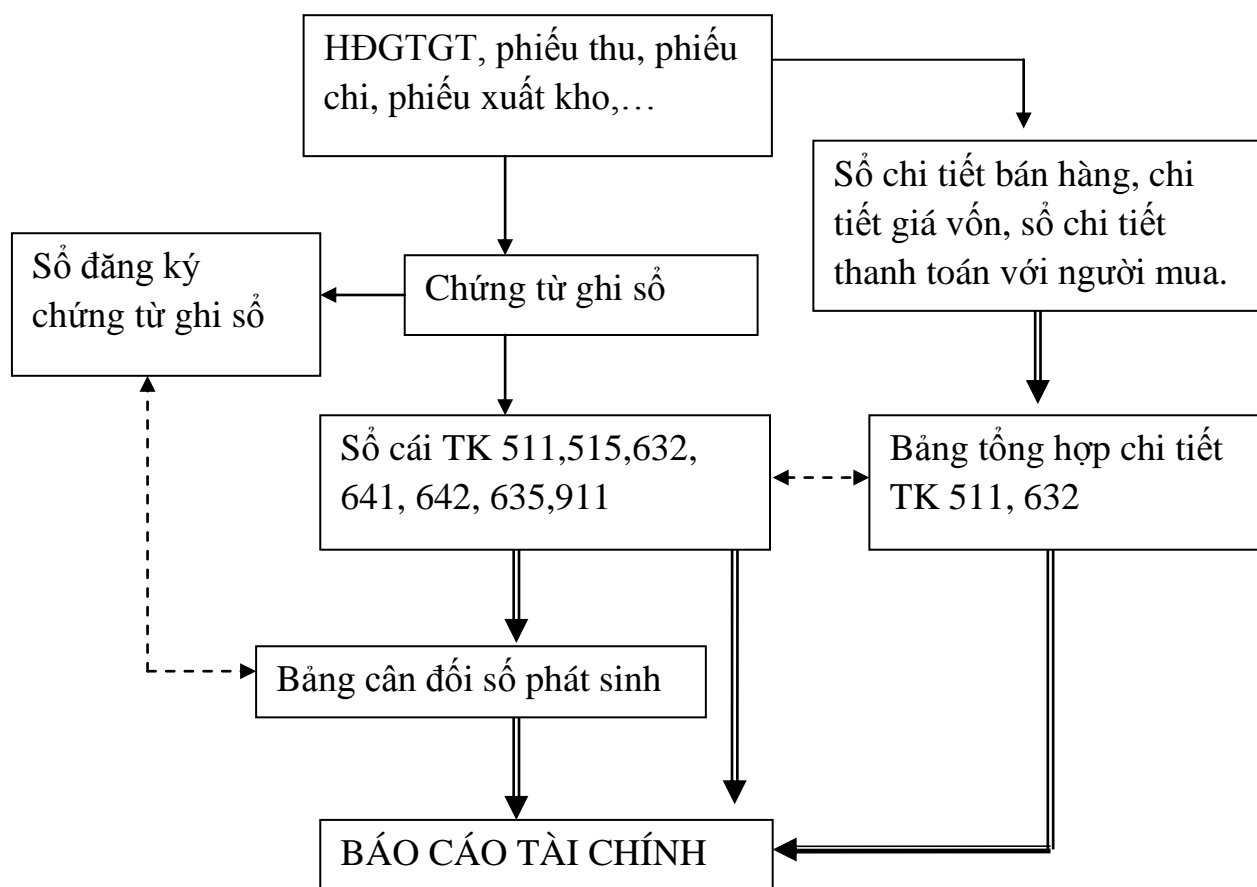 HĐGTGT, phiếu thu, phiếu
chi, phiếu xuất kho,…
Sổ chi tiết bán hàng, chi
tiết giá vốn, sổ chi tiết
thanh toán với người mua.
Sổ đăng ký
chứng từ ghi sổ
Chứng từ ghi sổ
Sổ cái TK 511,515,632,
641, 642, 635,911
Bảng tổng hợp chi tiết
TK 511, 632
Bảng cân đối số phát sinh
BÁO CÁO TÀI CHÍNH